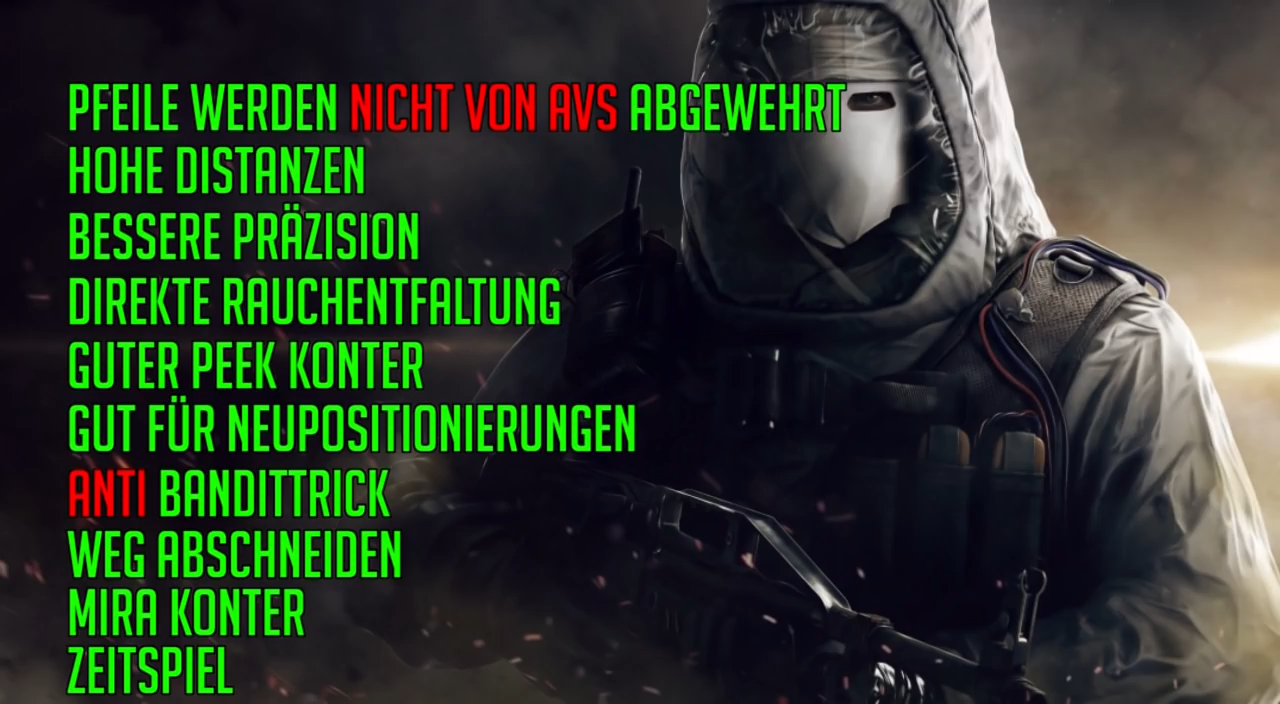 PFEILE WERDEN NICHT VON AVS ABGEWEHRT
HOHE DISTANZEN
BESSERE PRÄZISION
DIREKTE RAUCHENTFALTUNG
GUTER PEEK KONTER
GUT FÜR NEUPOSITIONIERUNGEN
ANTI BANDITTRICK
WEG ABSCHNEIDEN
MIRA KONTER
ZEITSPIEL